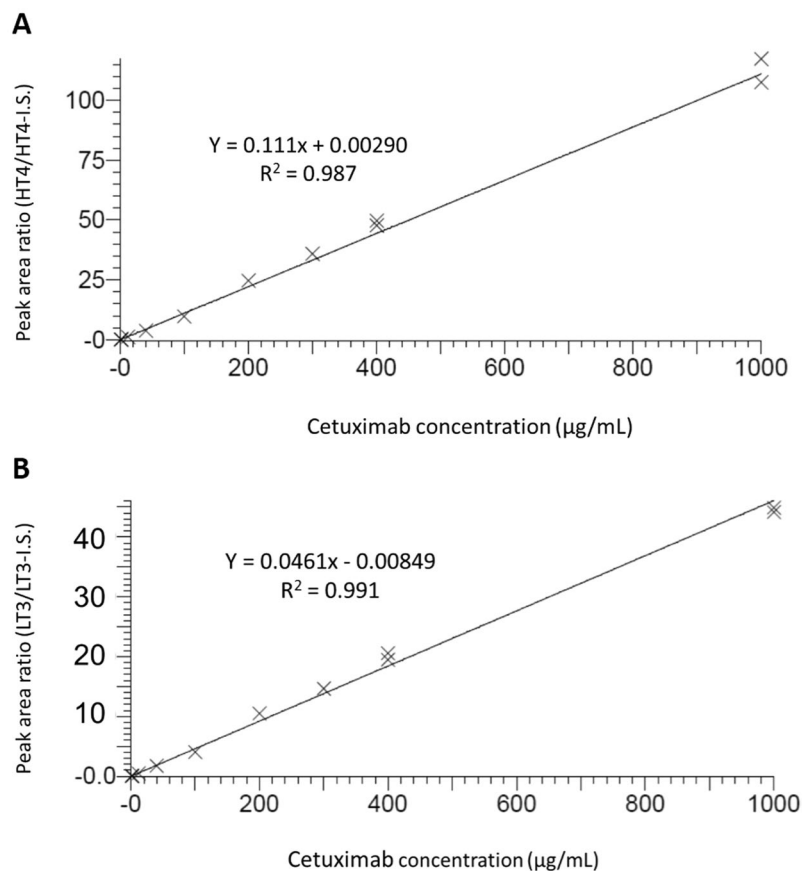 A
Peak area ratio (HT4/HT4-I.S.)
100
75
50
25
-0
Y = 0.111x + 0.00290
R² = 0.987
-0 200 400 600 800 1000
Cetuximab concentration (µg/mL)
B
Peak area ratio (LT3/LT3-I.S.)
40
30
20
10
-0.0
Y = 0.0461x - 0.00849
R² = 0.991
-0 200 400 600 800 1000
Cetuximab concentration (µg/mL)